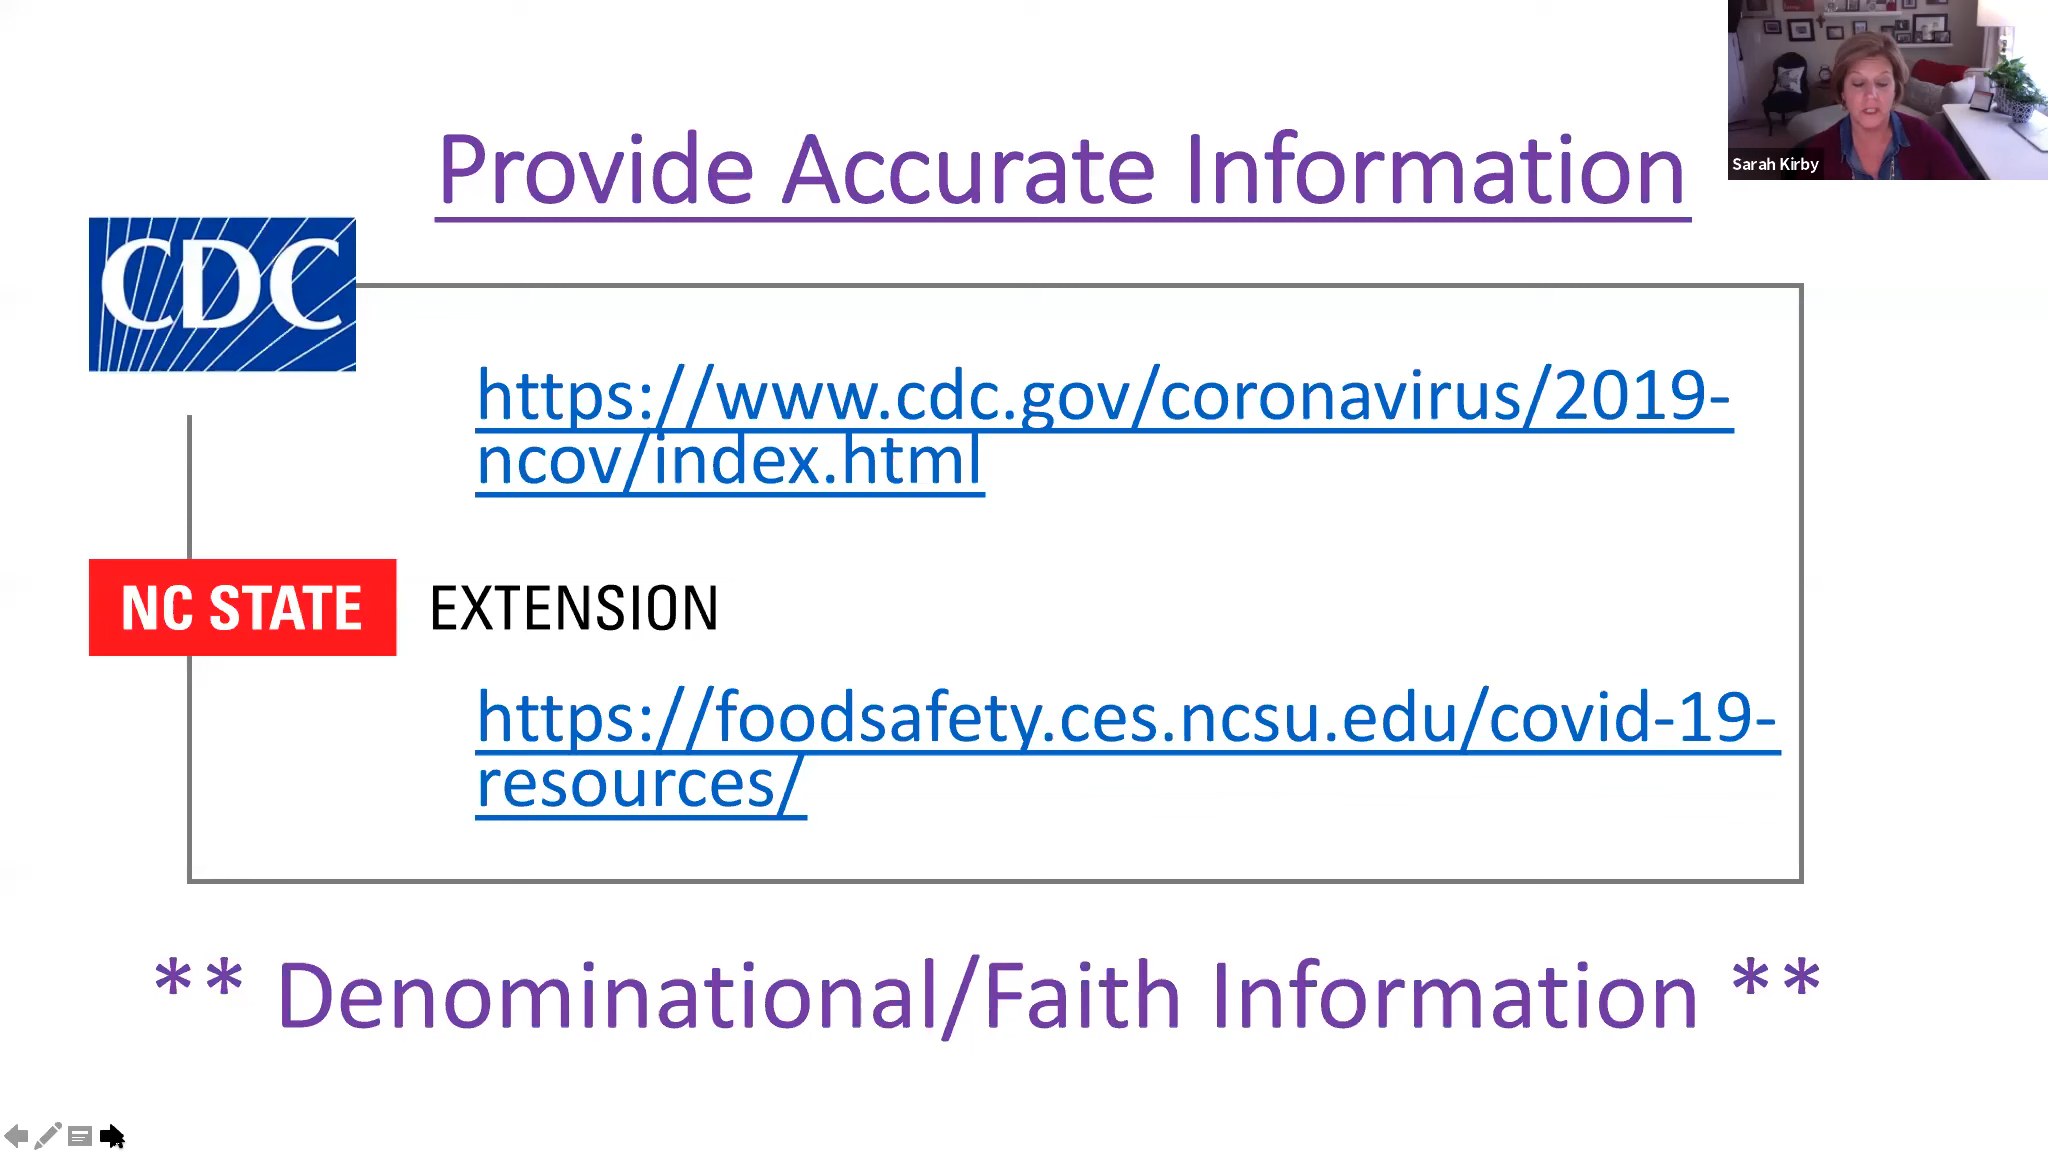 Provide Accurate Information
Sarah Kirby
CDC
https://www.cdc.gov/coronavirus/2019-
ncov/index.html
NC STATE EXTENSION
https://foodsafety.ces.ncsu.edu/covid-19-
resources/
** Denominational/Faith Information **